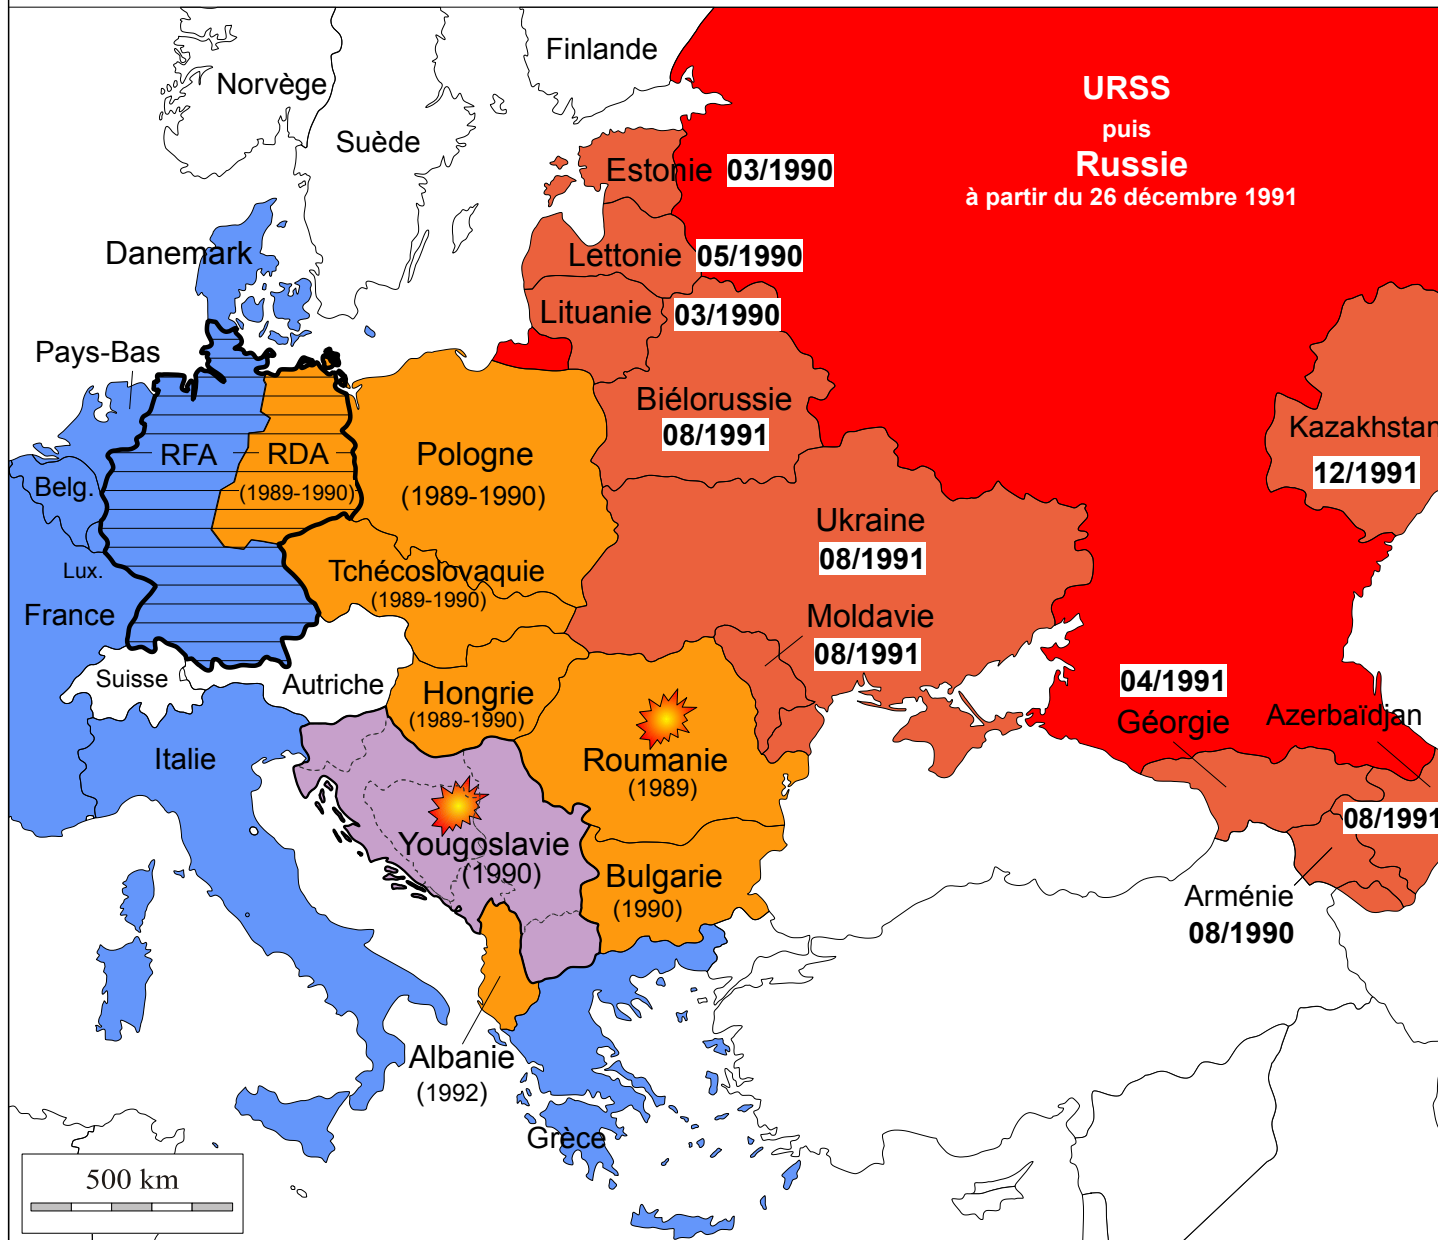 Finlande
Norvège
URSS
puis
Russie
à partir du 26 décembre 1991
Suède
Estonie 03/1990
Danemark
Lettonie 05/1990
Lituanie 03/1990
Pays-Bas
Biélorussie
08/1991
Kazakhstan
12/1991
RFA
RDA
(1989-1990)
Pologne
(1989-1990)
Belg.
Ukraine
08/1991
Lux.
Tchécoslovaquie
(1989-1990)
France
Moldavie
08/1991
Suisse
Autriche
Hongrie
(1989-1990)
04/1991
Géorgie
Azerbaïdjan
08/1991
Italie
Roumanie
(1989)
Yougoslavie
(1990)
Bulgarie
(1990)
Arménie
08/1990
Albanie
(1992)
Grèce
500 km